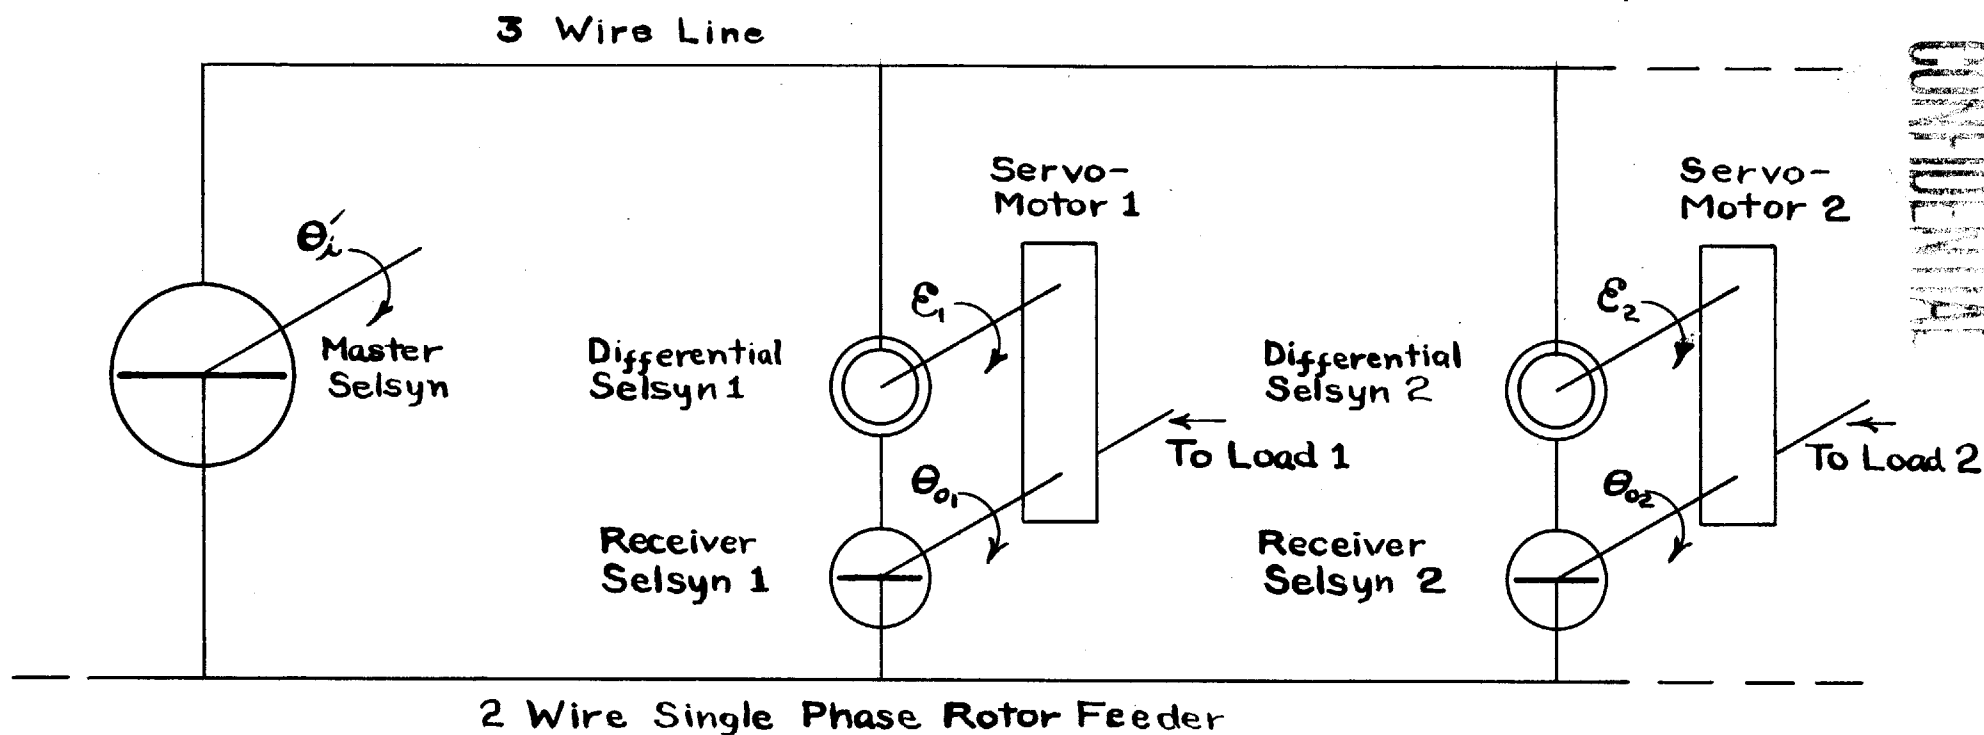 3 Wire Line
CONFIDENTIAL
Servo-
Motor 1
Servo-
Motor 2
θi′
ε1
ε2
Master
Selsyn
Differential
Selsyn 1
Differential
Selsyn 2
To Load 1
To Load 2
θo1
θo2
Receiver
Selsyn 1
Receiver
Selsyn 2
2 Wire Single Phase Rotor Feeder